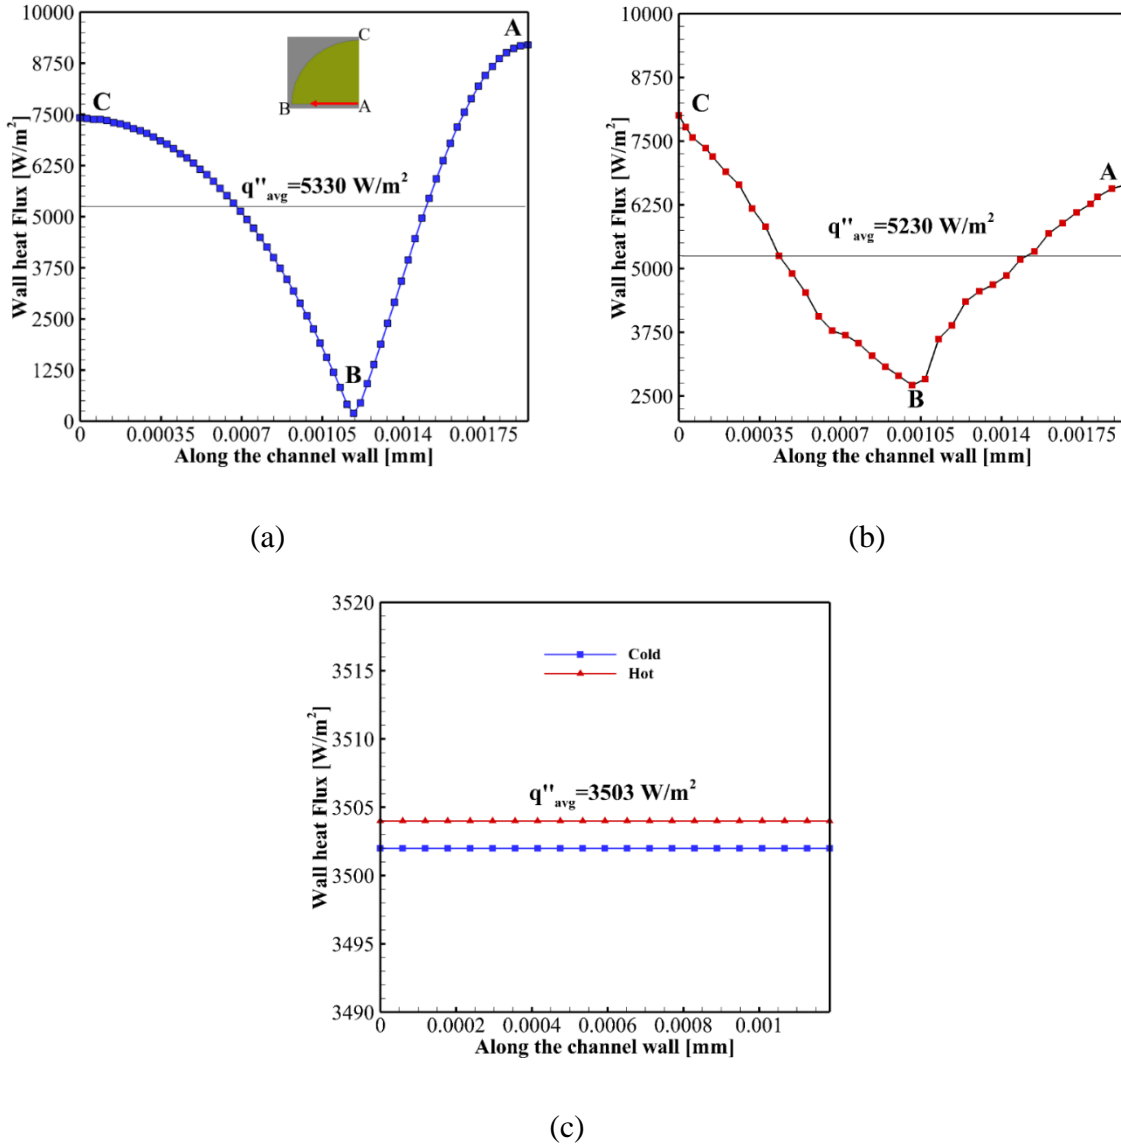 10000
8750
7500
6250
5000
3750
2500
1250
0
Wall heat Flux [W/m²]
C
A
B
C
B
A
q''avg=5330 W/m²
0 0.00035 0.0007 0.00105 0.0014 0.00175
Along the channel wall [mm]
(a)
10000
8750
7500
6250
5000
3750
2500
Wall heat Flux [W/m²]
C
A
B
q''avg=5230 W/m²
0 0.00035 0.0007 0.00105 0.0014 0.00175
Along the channel wall [mm]
(b)
3520
3515
3510
3505
3500
3495
3490
Wall heat Flux [W/m²]
Cold
Hot
q''avg=3503 W/m²
0 0.0002 0.0004 0.0006 0.0008 0.001
Along the channel wall [mm]
(c)